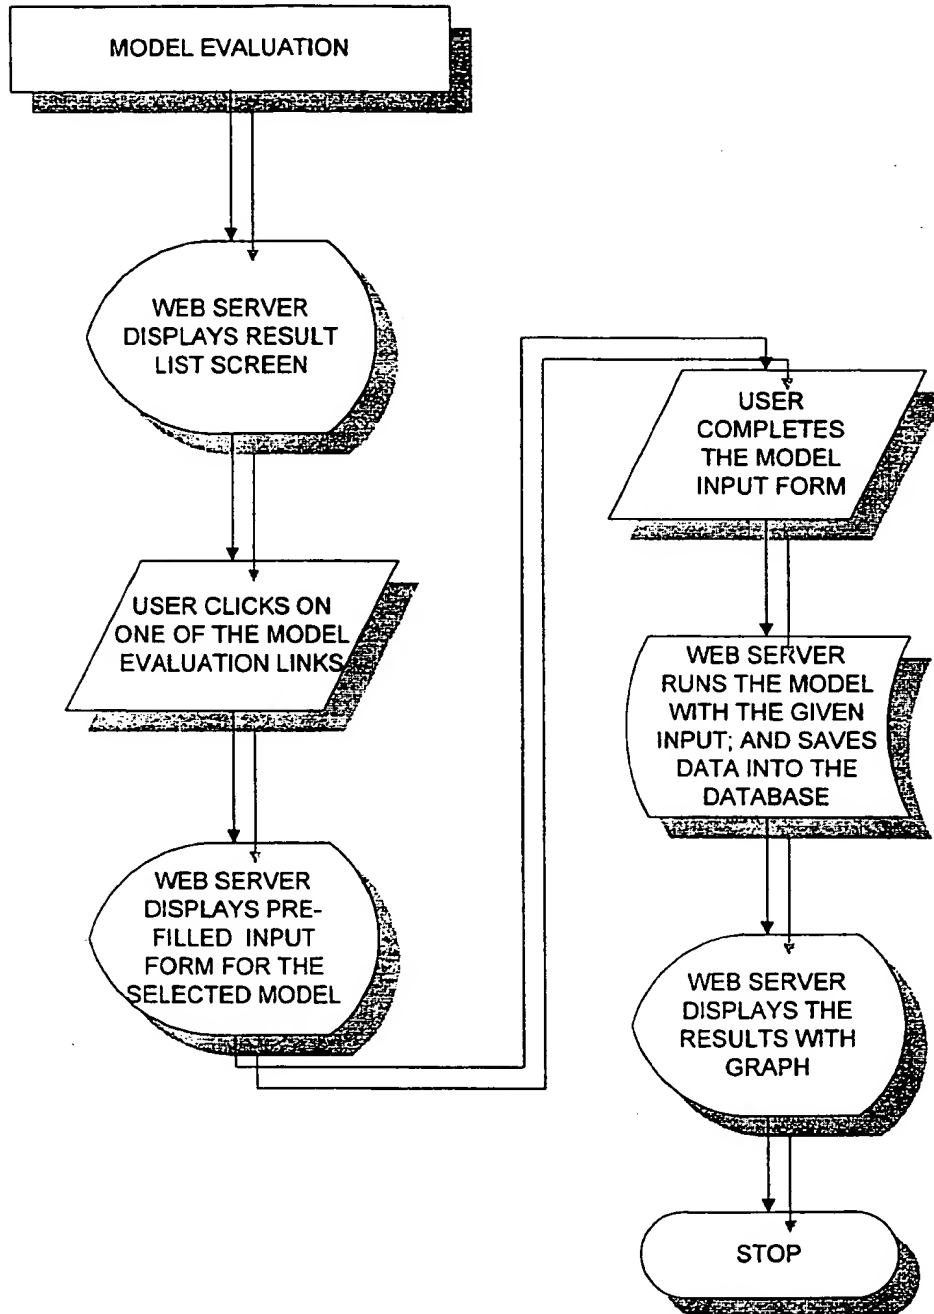 MODEL EVALUATION
WEB SERVER
DISPLAYS RESULT
LIST SCREEN
USER CLICKS ON
ONE OF THE MODEL
EVALUATION LINKS
WEB SERVER
DISPLAYS PRE-
FILLED INPUT
FORM FOR THE
SELECTED MODEL
USER
COMPLETES
THE MODEL
INPUT FORM
WEB SERVER
RUNS THE MODEL
WITH THE GIVEN
INPUT; AND SAVES
DATA INTO THE
DATABASE
WEB SERVER
DISPLAYS THE
RESULTS WITH
GRAPH
STOP